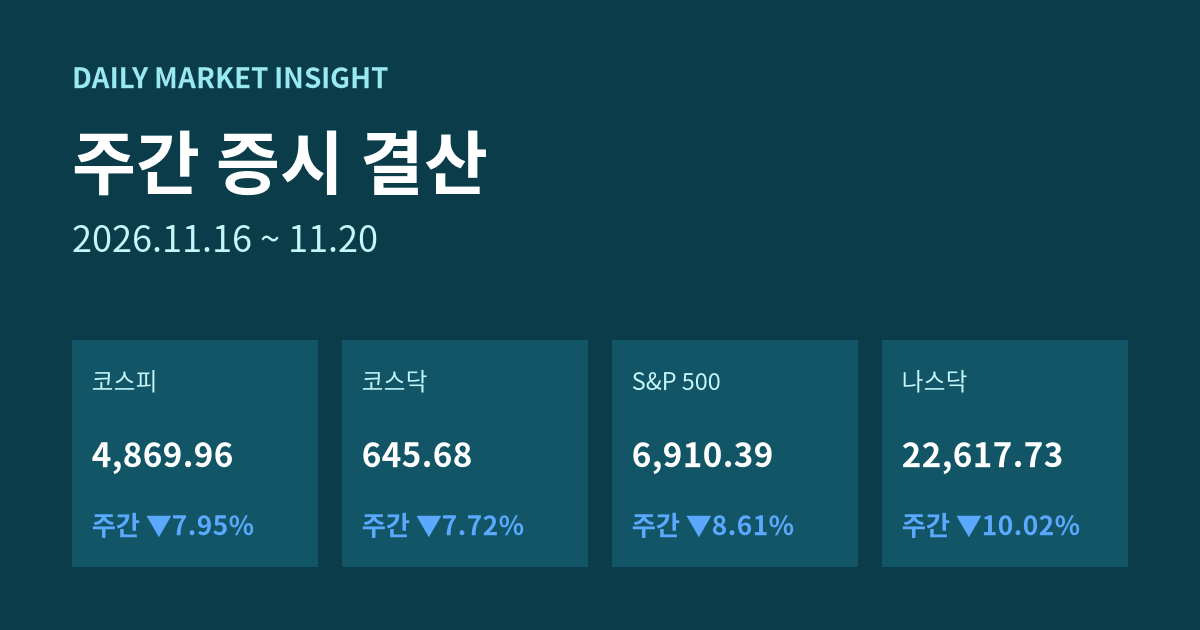 DAILY MARKET INSIGHT
주간 증시 결산
2026.11.16 ~ 11.20
코스피
4,869.96
주간 ▼7.95%
코스닥
645.68
주간 ▼7.72%
S&P 500
6,910.39
주간 ▼8.61%
나스닥
22,617.73
주간 ▼10.02%